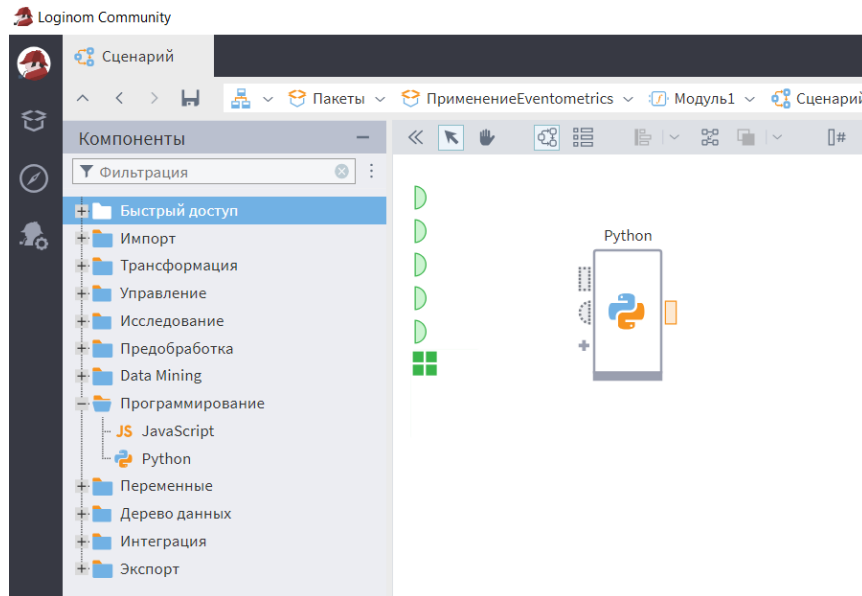 Loginom Community
Сценарий
Пакеты ПрименениеEventometrics Модуль1 Сценарий
Компоненты
#
Фильтрация
Быстрый доступ
Импорт
Трансформация
Управление
Исследование
Предобработка
Data Mining
Программирование
JS JavaScript
Python
Переменные
Дерево данных
Интеграция
Экспорт
Python